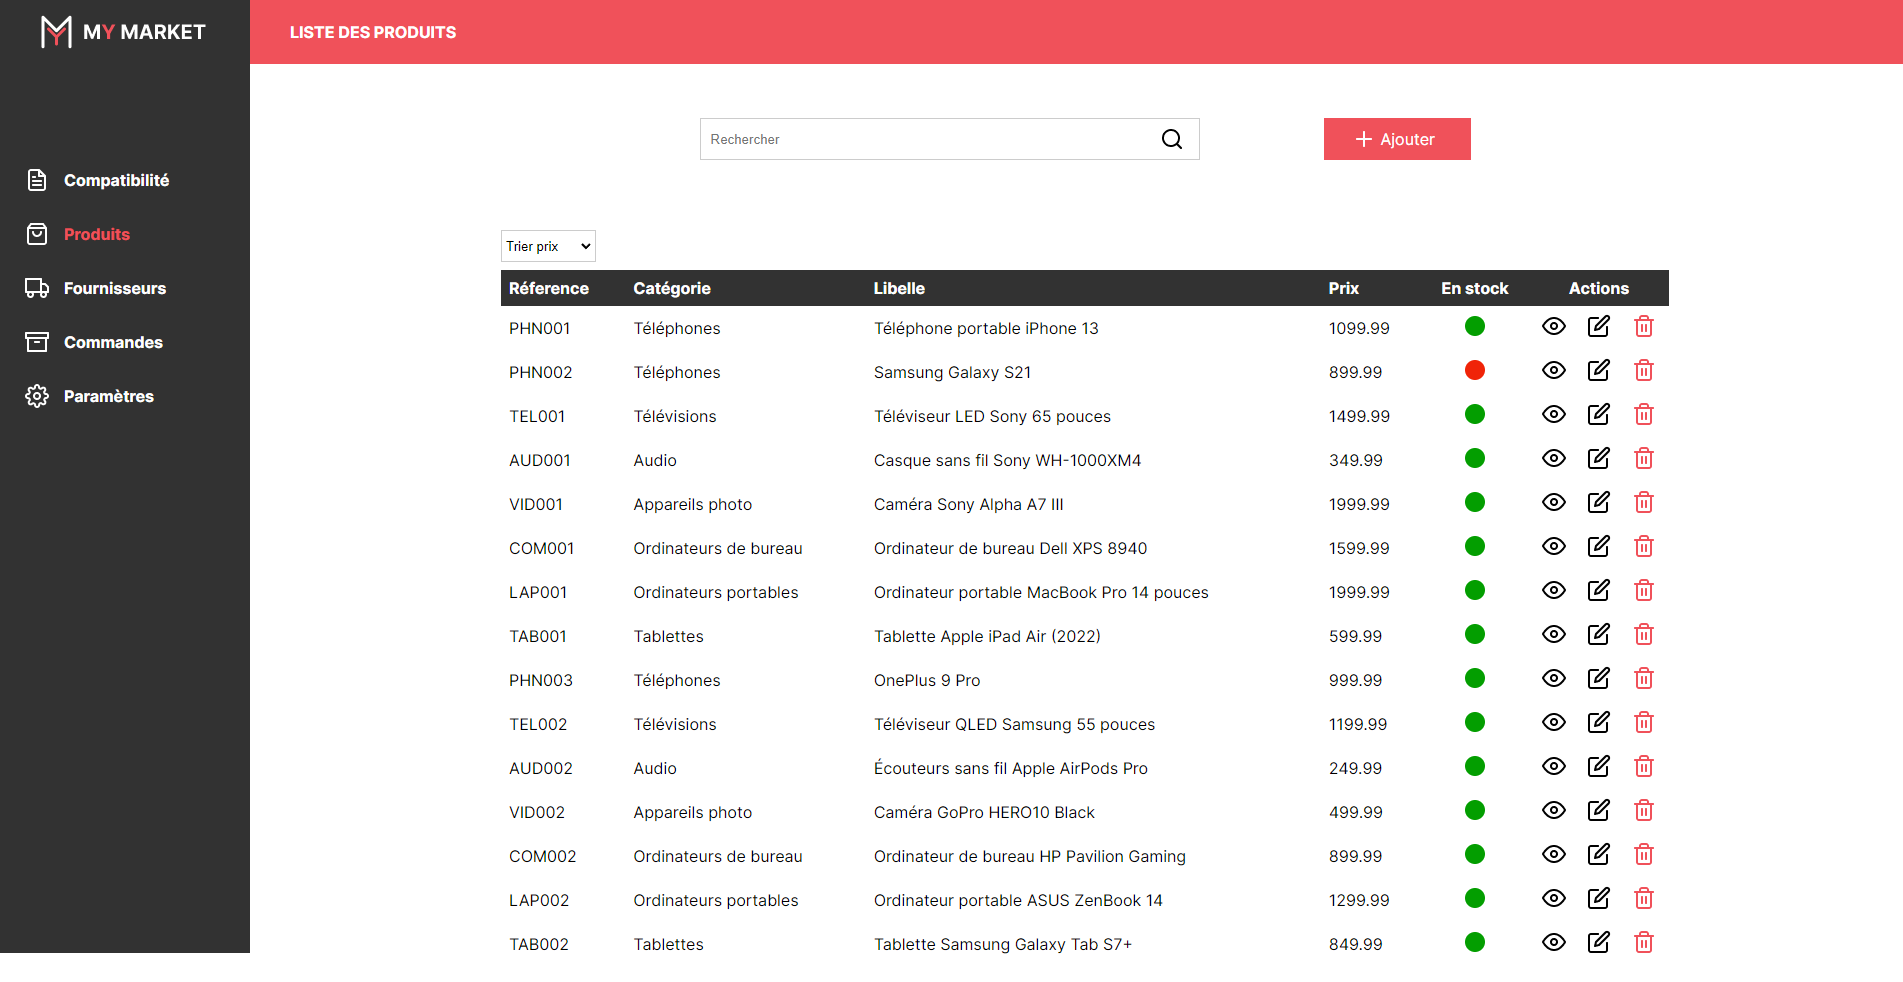 MY MARKET
LISTE DES PRODUITS
Rechercher
Ajouter
Compatibilité
Produits
Fournisseurs
Commandes
Paramètres
Trier prix
Réference Catégorie Libelle Prix En stock Actions
PHN001 Téléphones Téléphone portable iPhone 13 1099.99
PHN002 Téléphones Samsung Galaxy S21 899.99
TEL001 Télévisions Téléviseur LED Sony 65 pouces 1499.99
AUD001 Audio Casque sans fil Sony WH-1000XM4 349.99
VID001 Appareils photo Caméra Sony Alpha A7 III 1999.99
COM001 Ordinateurs de bureau Ordinateur de bureau Dell XPS 8940 1599.99
LAP001 Ordinateurs portables Ordinateur portable MacBook Pro 14 pouces 1999.99
TAB001 Tablettes Tablette Apple iPad Air (2022) 599.99
PHN003 Téléphones OnePlus 9 Pro 999.99
TEL002 Télévisions Téléviseur QLED Samsung 55 pouces 1199.99
AUD002 Audio Écouteurs sans fil Apple AirPods Pro 249.99
VID002 Appareils photo Caméra GoPro HERO10 Black 499.99
COM002 Ordinateurs de bureau Ordinateur de bureau HP Pavilion Gaming 899.99
LAP002 Ordinateurs portables Ordinateur portable ASUS ZenBook 14 1299.99
TAB002 Tablettes Tablette Samsung Galaxy Tab S7+ 849.99